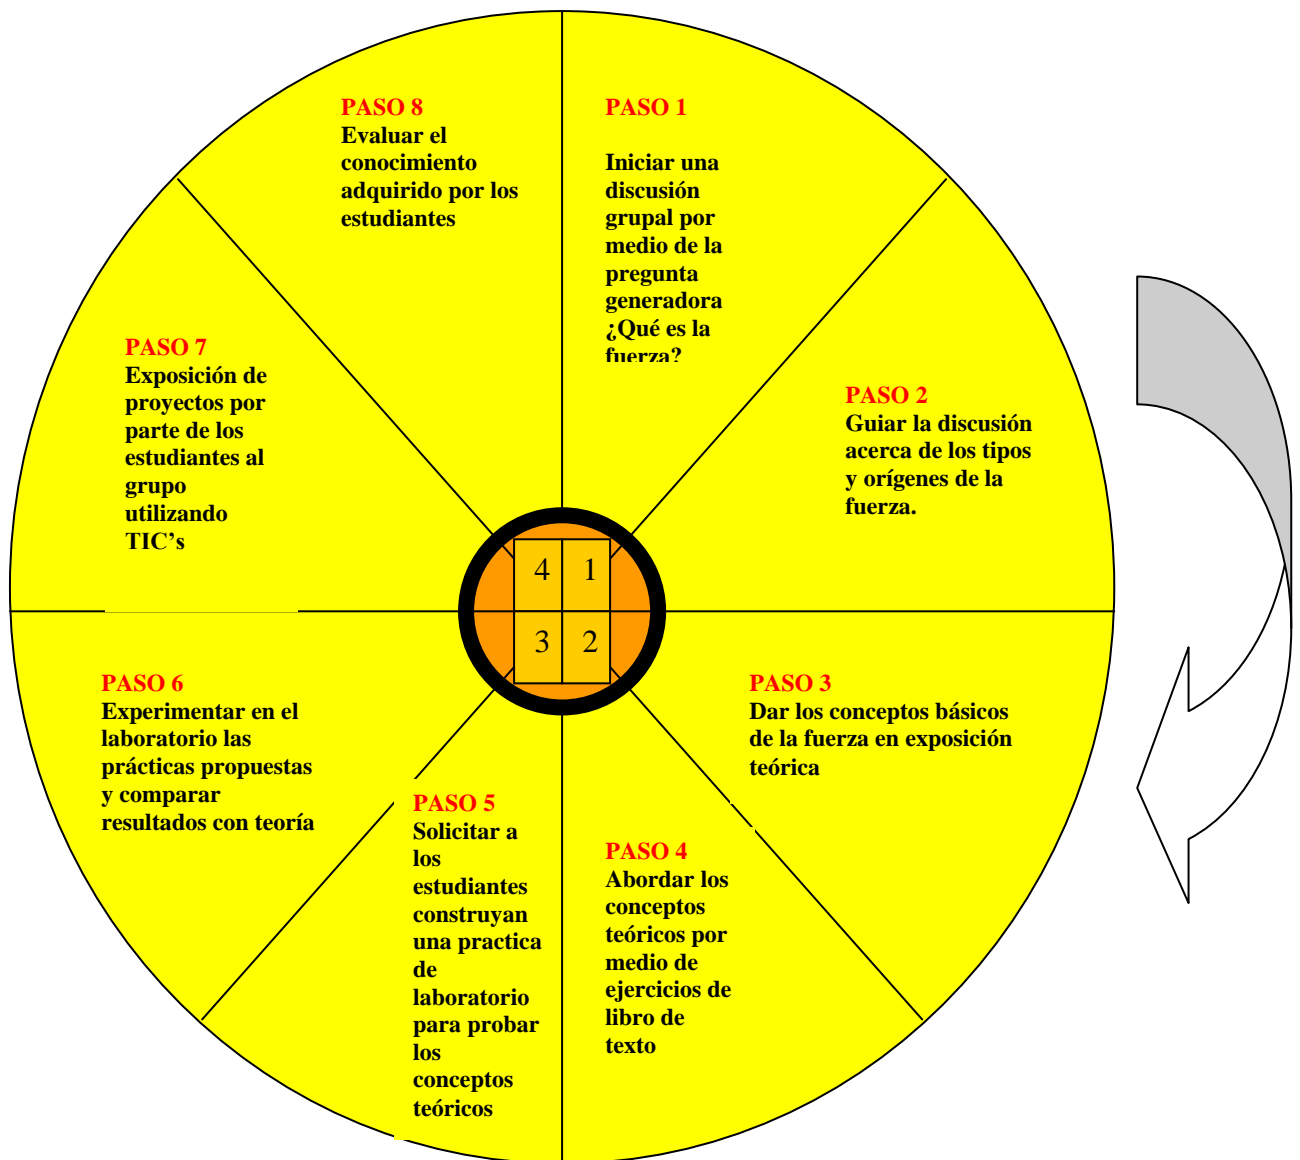 PASO 1
Iniciar una
discusión
grupal por
medio de la
pregunta
generadora
¿Qué es la
fuerza?
PASO 2
Guiar la discusión
acerca de los tipos
y orígenes de la
fuerza.
PASO 3
Dar los conceptos básicos
de la fuerza en exposición
teórica
PASO 4
Abordar los
conceptos
teóricos por
medio de
ejercicios de
libro de
texto
PASO 5
Solicitar a
los
estudiantes
construyan
una practica
de
laboratorio
para probar
los
conceptos
teóricos
PASO 6
Experimentar en el
laboratorio las
prácticas propuestas
y comparar
resultados con teoría
PASO 7
Exposición de
proyectos por
parte de los
estudiantes al
grupo
utilizando
TIC’s
PASO 8
Evaluar el
conocimiento
adquirido por los
estudiantes
4 1
3 2